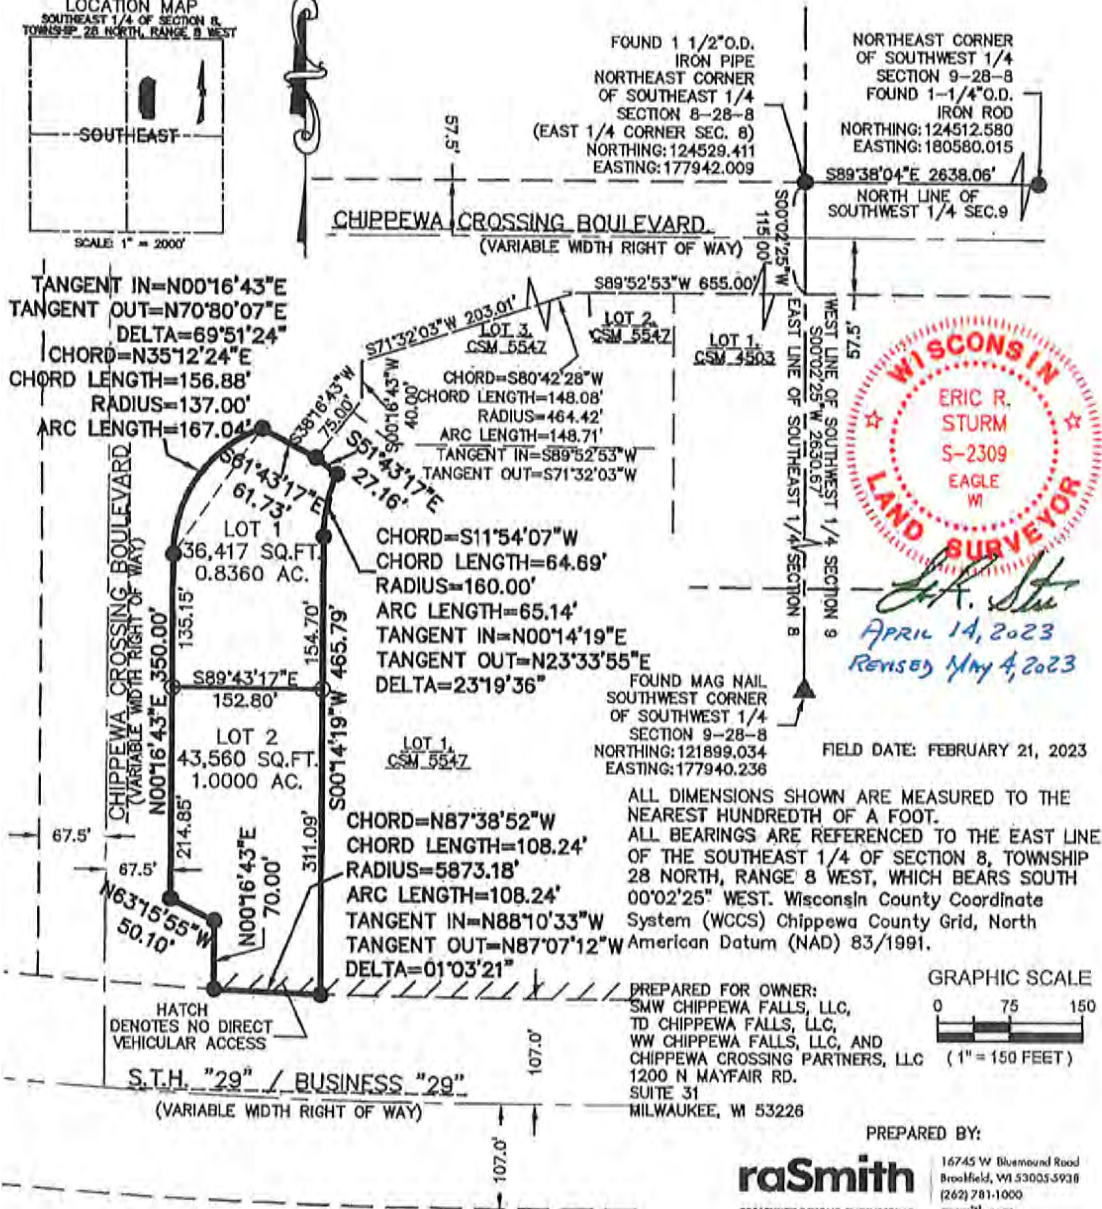 LOCATION MAP
SOUTHEAST 1/4 OF SECTION 8,
TOWNSHIP 28 NORTH, RANGE 8 WEST
SOUTHEAST
SCALE: 1" = 2000'
FOUND 1 1/2"O.D.
IRON PIPE
NORTHEAST CORNER
OF SOUTHEAST 1/4
SECTION 8-28-8
(EAST 1/4 CORNER SEC. 8)
NORTHING:124529.411
EASTING:177942.009
NORTHEAST CORNER
OF SOUTHWEST 1/4
SECTION 9-28-8
FOUND 1-1/4"O.D.
IRON ROD
NORTHING:124512.580
EASTING:180580.015
S89°38'04"E 2638.06'
NORTH LINE OF
SOUTHWEST 1/4 SEC.9
57.5'
CHIPPEWA CROSSING BOULEVARD.
(VARIABLE WIDTH RIGHT OF WAY)
S00°02'25"W
115.00'
57.5'
S89°52'53"W 655.00'
S71°32'03"W 203.01'
LOT 3,
CSM 5547
LOT 2,
CSM 5547
LOT 1,
CSM 4503
EAST LINE OF SOUTHEAST 1/4 SECTION 8
S00°02'25"W 2630.67'
WEST LINE OF SOUTHWEST 1/4 SECTION 9
TANGENT IN=N00°16'43"E
TANGENT OUT=N70°80'07"E
DELTA=69°51'24"
CHORD=N35°12'24"E
CHORD LENGTH=156.88'
RADIUS=137.00'
ARC LENGTH=167.04'
S38°16'43"W
75.00'
S00°16'43"W
40.00'
CHORD=S80°42'28"W
CHORD LENGTH=148.08'
RADIUS=464.42'
ARC LENGTH=148.71'
TANGENT IN=S89°52'53"W
TANGENT OUT=S71°32'03"W
S61°43'17"E
61.73'
S51°43'17"E
27.16'
WISCONSIN
ERIC R.
STURM
S-2309
EAGLE
WI
LAND SURVEYOR
APRIL 14, 2023
REVISED MAY 4, 2023
CHIPPEWA CROSSING BOULEVARD
(VARIABLE WIDTH RIGHT OF WAY)
N00°16'43"E 350.00'
LOT 1
36,417 SQ.FT.
0.8360 AC.
135.15'
154.70'
S00°14'19"W 465.79'
CHORD=S11°54'07"W
CHORD LENGTH=64.69'
RADIUS=160.00'
ARC LENGTH=65.14'
TANGENT IN=N00°14'19"E
TANGENT OUT=N23°33'55"E
DELTA=23°19'36"
S89°43'17"E
152.80'
LOT 2
43,560 SQ.FT.
1.0000 AC.
LOT 1,
CSM 5547
214.85'
311.09'
67.5'
67.5'
N63°15'55"W
50.10'
N00°16'43"E
70.00'
CHORD=N87°38'52"W
CHORD LENGTH=108.24'
RADIUS=5873.18'
ARC LENGTH=108.24'
TANGENT IN=N88°10'33"W
TANGENT OUT=N87°07'12"W
DELTA=01°03'21"
FOUND MAG NAIL
SOUTHWEST CORNER
OF SOUTHWEST 1/4
SECTION 9-28-8
NORTHING:121899.034
EASTING:177940.236
FIELD DATE: FEBRUARY 21, 2023
ALL DIMENSIONS SHOWN ARE MEASURED TO THE
NEAREST HUNDREDTH OF A FOOT.
ALL BEARINGS ARE REFERENCED TO THE EAST LINE
OF THE SOUTHEAST 1/4 OF SECTION 8, TOWNSHIP
28 NORTH, RANGE 8 WEST, WHICH BEARS SOUTH
00°02'25" WEST. Wisconsin County Coordinate
System (WCCS) Chippewa County Grid, North
American Datum (NAD) 83/1991.
HATCH
DENOTES NO DIRECT
VEHICULAR ACCESS
S.T.H. "29" / BUSINESS "29"
(VARIABLE WIDTH RIGHT OF WAY)
107.0'
107.0'
PREPARED FOR OWNER:
SMW CHIPPEWA FALLS, LLC,
TD CHIPPEWA FALLS, LLC,
WW CHIPPEWA FALLS, LLC, AND
CHIPPEWA CROSSING PARTNERS, LLC
1200 N MAYFAIR RD.
SUITE 31
MILWAUKEE, WI 53226
GRAPHIC SCALE
0 75 150
( 1" = 150 FEET )
PREPARED BY:
raSmith
16745 W Bluemound Road
Brookfield, WI 53005-5938
(262) 781-1000